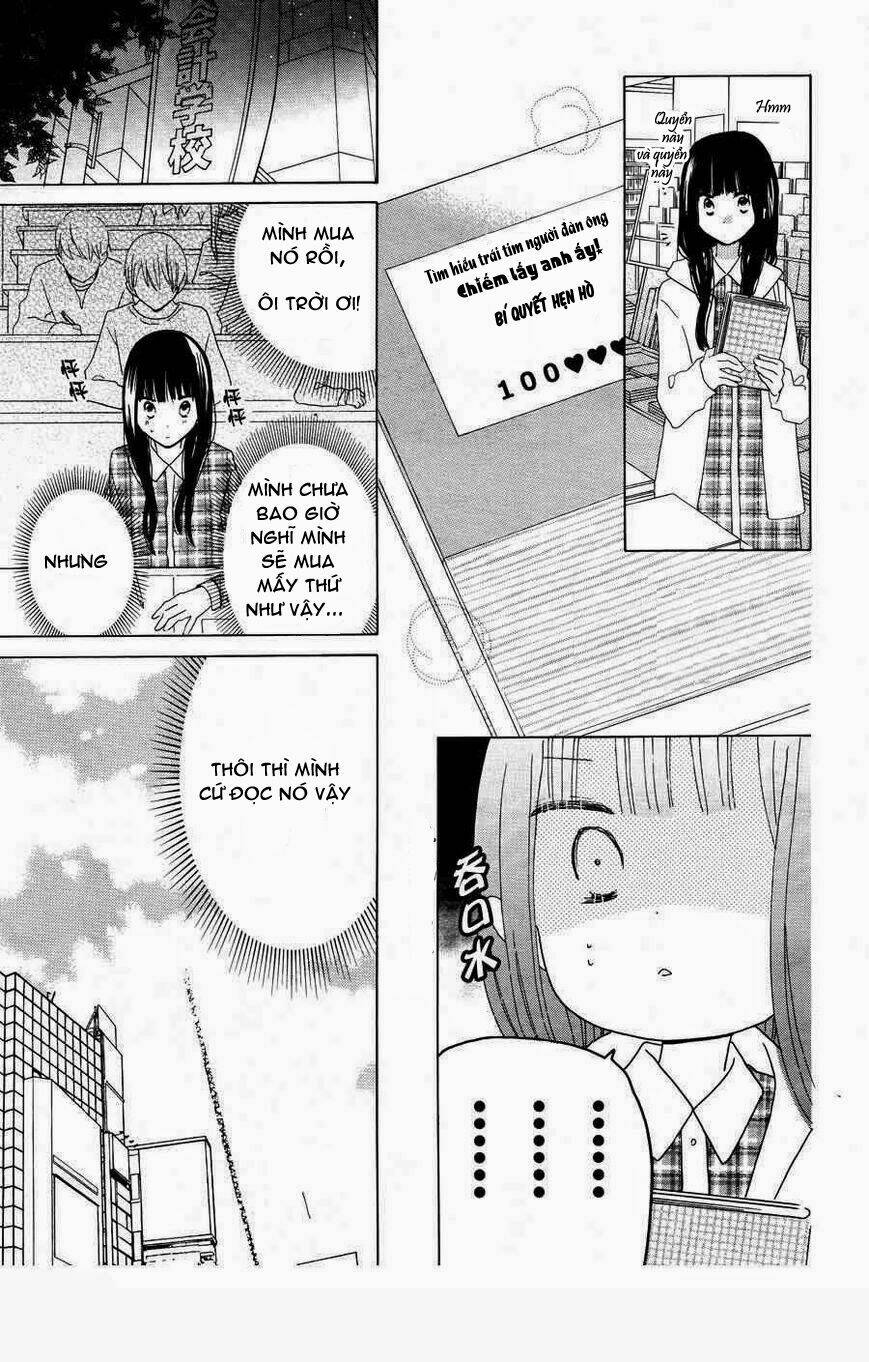 Hmm
Quyển
này
và quyển
này
Tìm hiểu trái tim người đàn ông
Chiếm lấy anh ấy!
BÍ QUYẾT HẸN HÒ
100♥♥♥
呑口水
会計学校
MÌNH MUA
NÓ RỒI,
ÔI TRỜI ƠI!
MÌNH CHƯA
BAO GIỜ
NGHĨ MÌNH
SẼ MUA
MẤY THỨ
NHƯ VẬY...
NHƯNG
THÔI THÌ MÌNH
CỨ ĐỌC NÓ VẬY